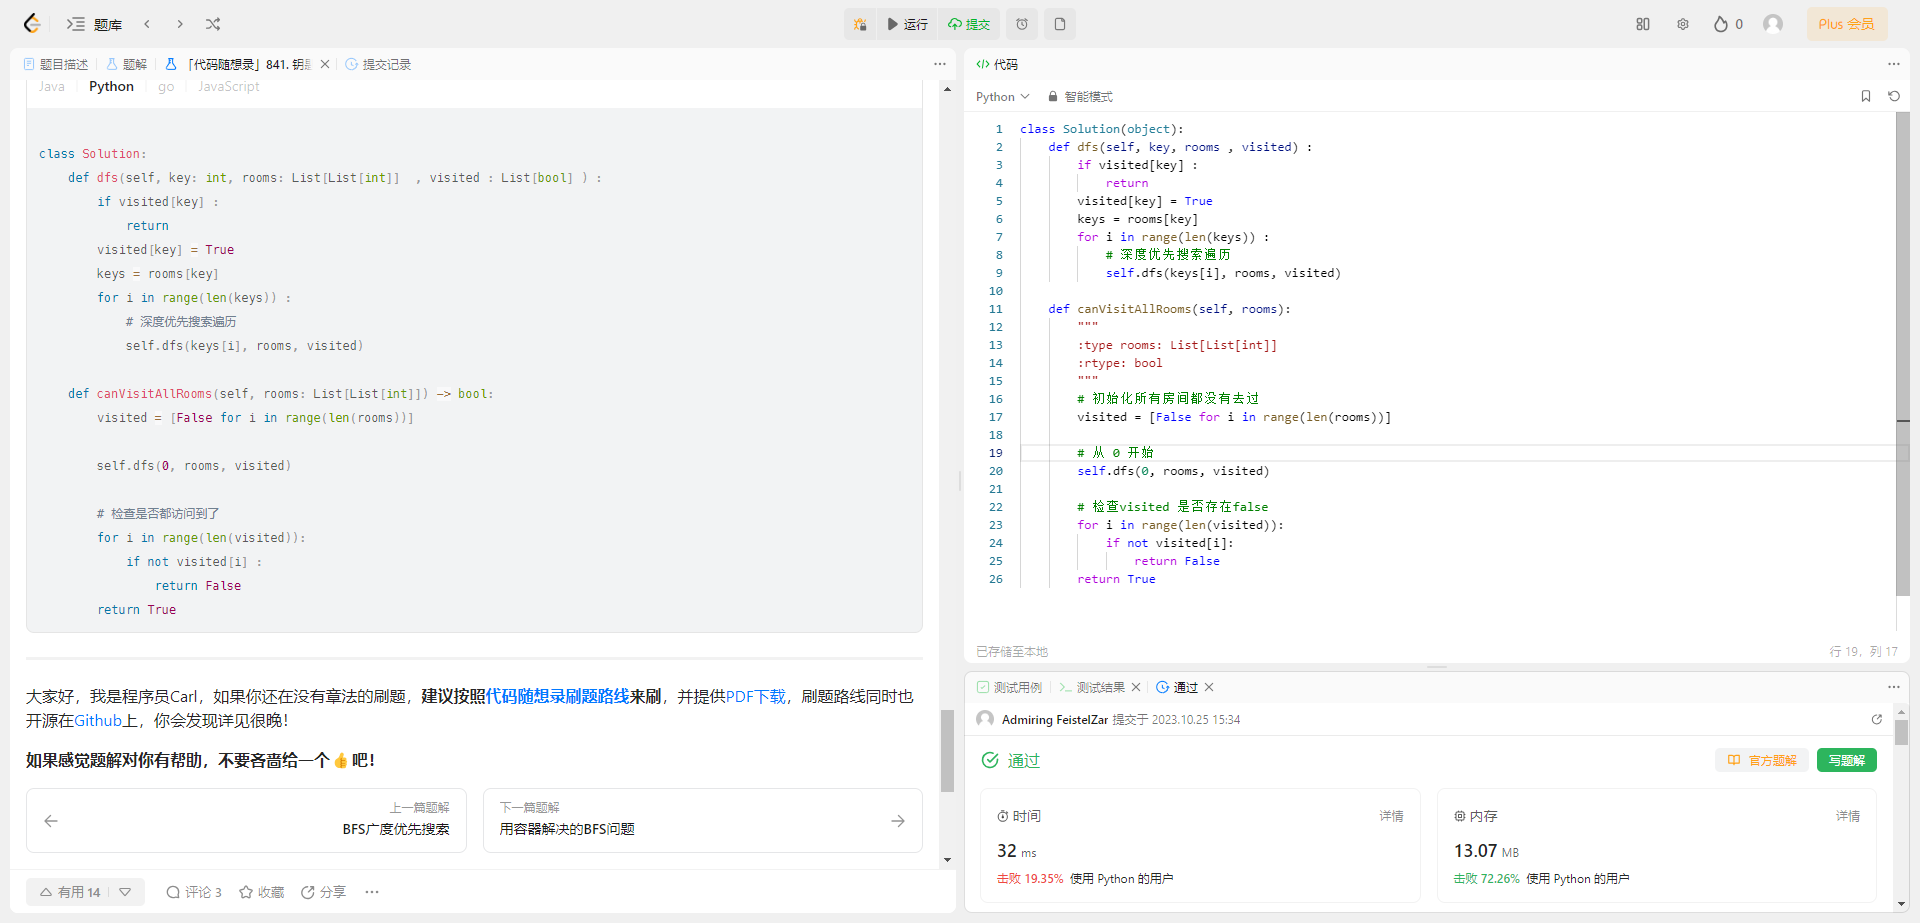 题库
运行
提交
0
Plus 会员
题目描述
题解
「代码随想录」841. 钥
提交记录
Java
Python
go
JavaScript
class Solution:
def dfs(self, key: int, rooms: List[List[int]]  , visited : List[bool] ) :
if visited[key] :
return
visited[key] = True
keys = rooms[key]
for i in range(len(keys)) :
# 深度优先搜索遍历
self.dfs(keys[i], rooms, visited)
def canVisitAllRooms(self, rooms: List[List[int]]) -> bool:
visited = [False for i in range(len(rooms))]
self.dfs(0, rooms, visited)
# 检查是否都访问到了
for i in range(len(visited)):
if not visited[i] :
return False
return True
大家好，我是程序员Carl，如果你还在没有章法的刷题，建议按照代码随想录刷题路线来刷，并提供PDF下载，刷题路线同时也
开源在Github上，你会发现详见很晚！
如果感觉题解对你有帮助，不要吝啬给一个👍吧！
上一篇题解
BFS广度优先搜索
下一篇题解
用容器解决的BFS问题
有用 14
评论 3
收藏
分享
代码
Python
智能模式
1 class Solution(object):
2 def dfs(self, key, rooms , visited) :
3 if visited[key] :
4 return
5 visited[key] = True
6 keys = rooms[key]
7 for i in range(len(keys)) :
8 # 深度优先搜索遍历
9 self.dfs(keys[i], rooms, visited)
10
11 def canVisitAllRooms(self, rooms):
12 """
13 :type rooms: List[List[int]]
14 :rtype: bool
15 """
16 # 初始化所有房间都没有去过
17 visited = [False for i in range(len(rooms))]
18
19 # 从 0 开始
20 self.dfs(0, rooms, visited)
21
22 # 检查visited 是否存在false
23 for i in range(len(visited)):
24 if not visited[i]:
25 return False
26 return True
已存储至本地
行 19，列 17
测试用例
测试结果
通过
Admiring FeistelZar 提交于 2023.10.25 15:34
通过
官方题解
写题解
时间
详情
32 ms
击败 19.35% 使用 Python 的用户
内存
详情
13.07 MB
击败 72.26% 使用 Python 的用户